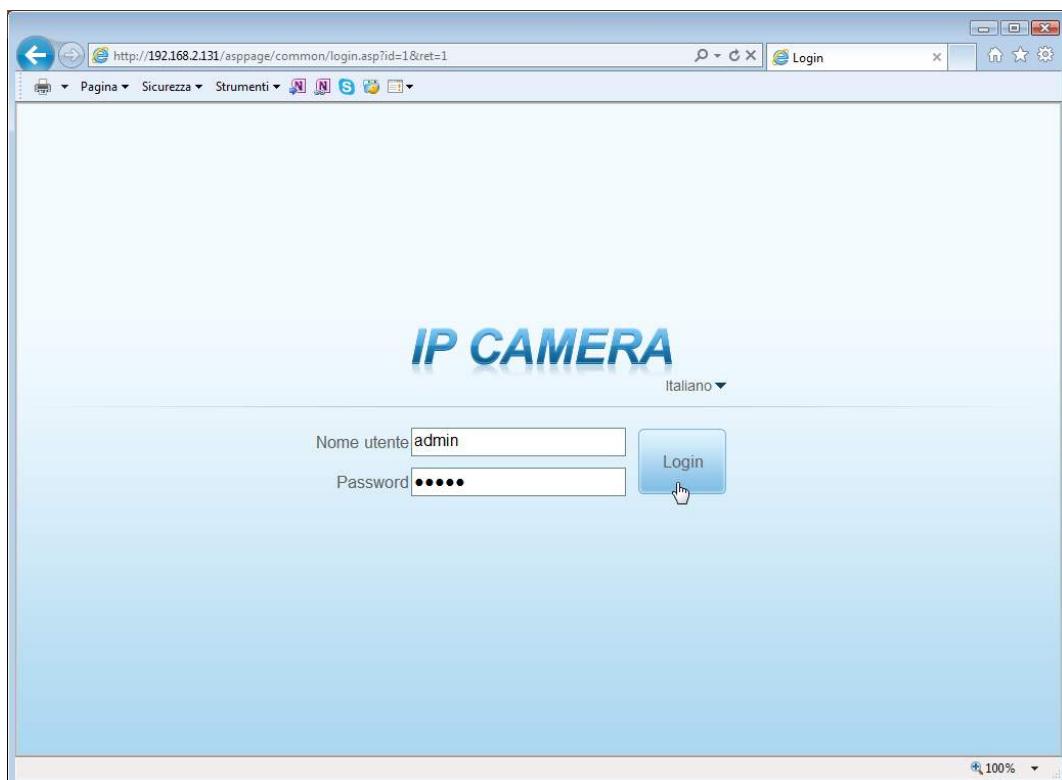 http://192.168.2.131/asppage/common/login.asp?id=1&ret=1
Login
Pagina Sicurezza Strumenti
IP CAMERA
Italiano
Nome utente admin
Password •••••
Login
100%